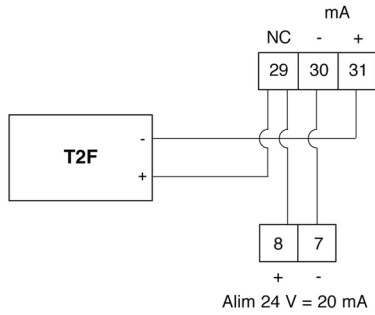 mA
NC - +
29 30 31
-
T2F
+
8 7
+ -
Alim 24 V = 20 mA